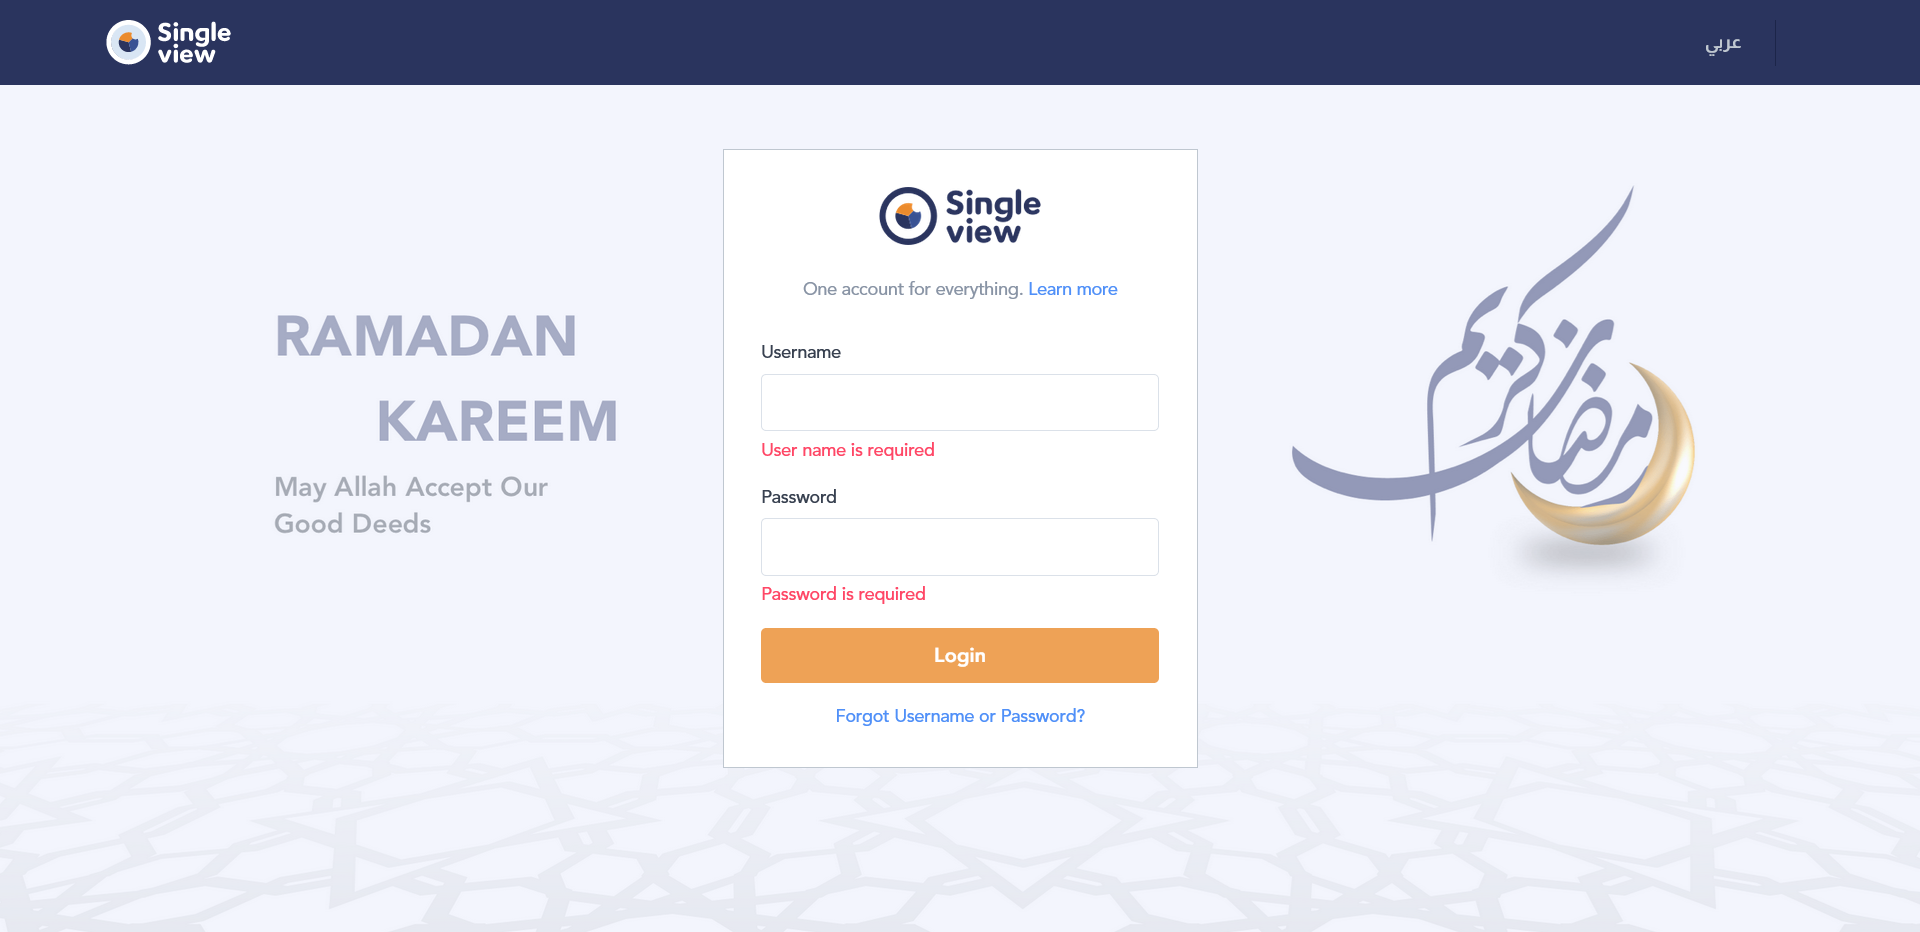 Single
view
عربي
RAMADAN
KAREEM
May Allah Accept Our
Good Deeds
Single
view
One account for everything. Learn more
Username
User name is required
Password
Password is required
Login
Forgot Username or Password?
رمضان كريم